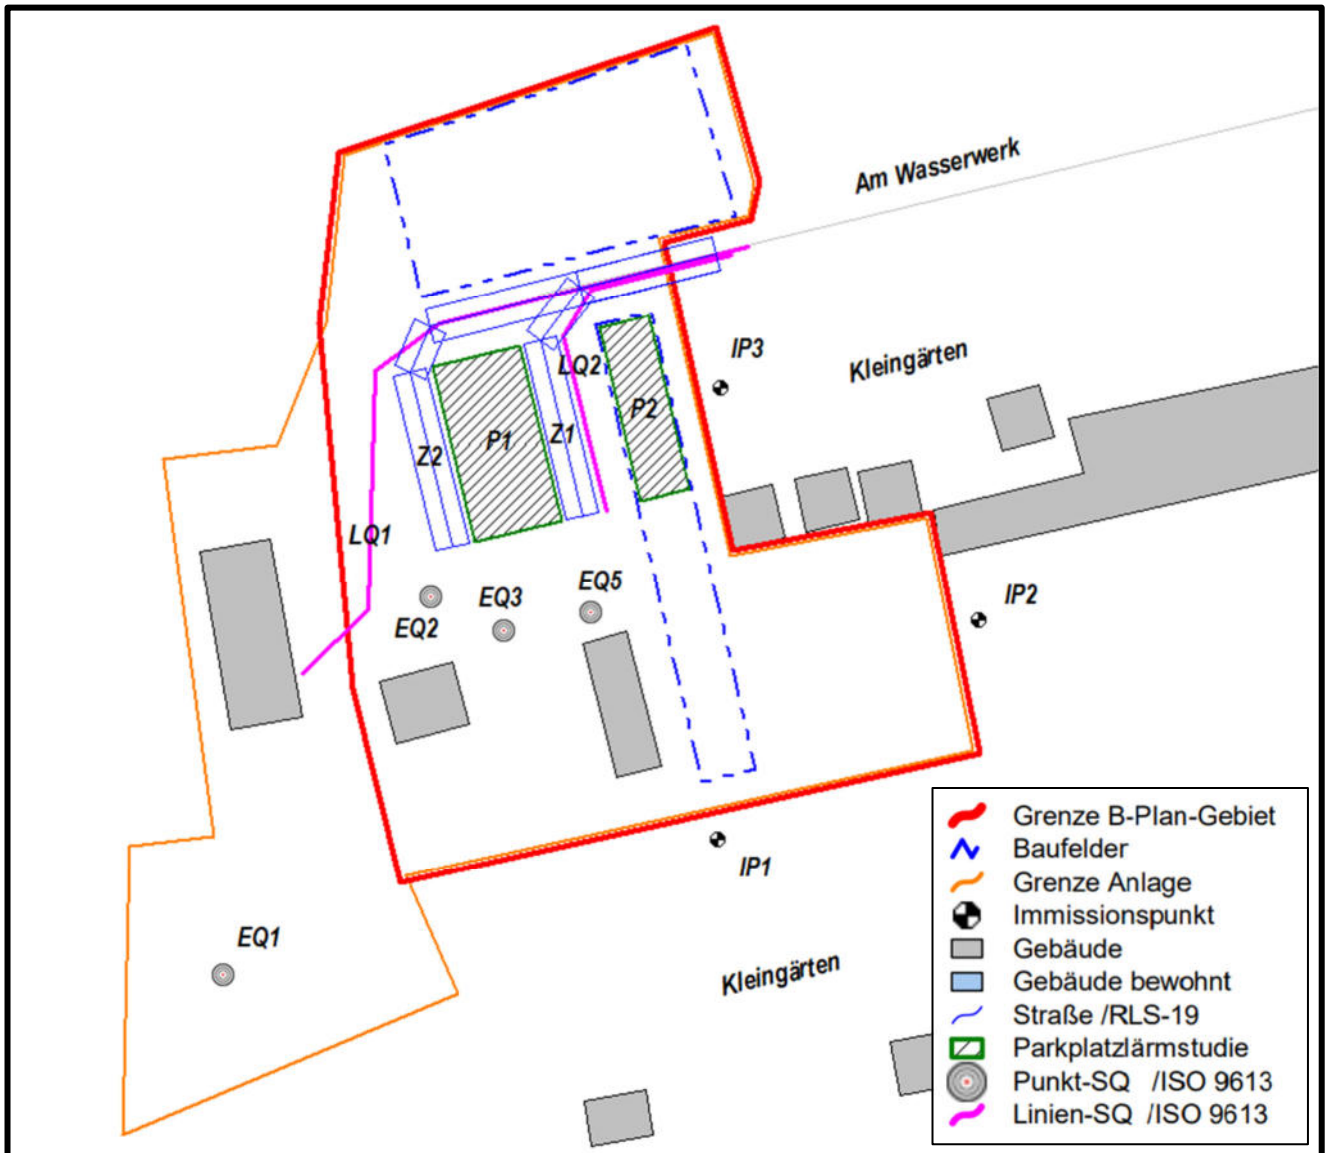 Am Wasserwerk
IP3
Kleingärten
LQ2
P2
P1
Z1
Z2
LQ1
EQ5
EQ3
EQ2
IP2
IP1
EQ1
Kleingärten
Grenze B-Plan-Gebiet
Baufelder
Grenze Anlage
Immissionspunkt
Gebäude
Gebäude bewohnt
Straße /RLS-19
Parkplatzlärmstudie
Punkt-SQ /ISO 9613
Linien-SQ /ISO 9613